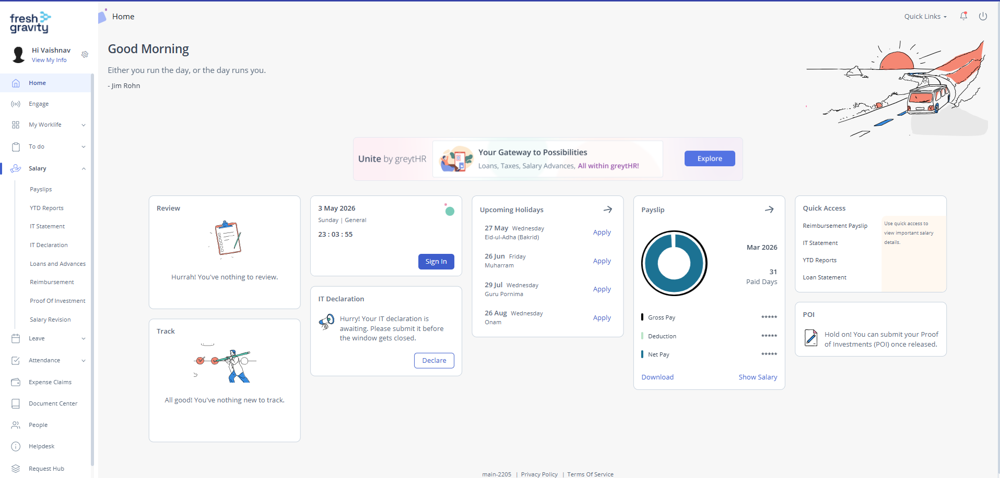 fresh
gravity
Hi Vaishnav
View My Info
Home
Engage
My Worklife
To do
Salary
Payslips
YTD Reports
IT Statement
IT Declaration
Loans and Advances
Reimbursement
Proof Of Investment
Salary Revision
Leave
Attendance
Expense Claims
Document Center
People
Helpdesk
Request Hub
Home
Quick Links
Good Morning
Either you run the day, or the day runs you.
- Jim Rohn
Unite by greytHR
Your Gateway to Possibilities
Loans, Taxes, Salary Advances, All within greytHR!
Explore
Review
Hurrah! You've nothing to review.
Track
All good! You've nothing new to track.
3 May 2026
Sunday | General
23 : 03 : 55
Sign In
IT Declaration
Hurry! Your IT declaration is
awaiting. Please submit it before
the window gets closed.
Declare
Upcoming Holidays
27 May Wednesday
Eid-ul-Adha (Bakrid)
Apply
26 Jun Friday
Muharram
Apply
29 Jul Wednesday
Guru Pornima
Apply
26 Aug Wednesday
Onam
Apply
Payslip
Mar 2026
31
Paid Days
Gross Pay *****
Deduction *****
Net Pay *****
Download Show Salary
Quick Access
Reimbursement Payslip
IT Statement
YTD Reports
Loan Statement
Use quick access to
view important salary
details.
POI
Hold on! You can submit your Proof
of Investments (POI) once released.
main-2205 | Privacy Policy | Terms Of Service